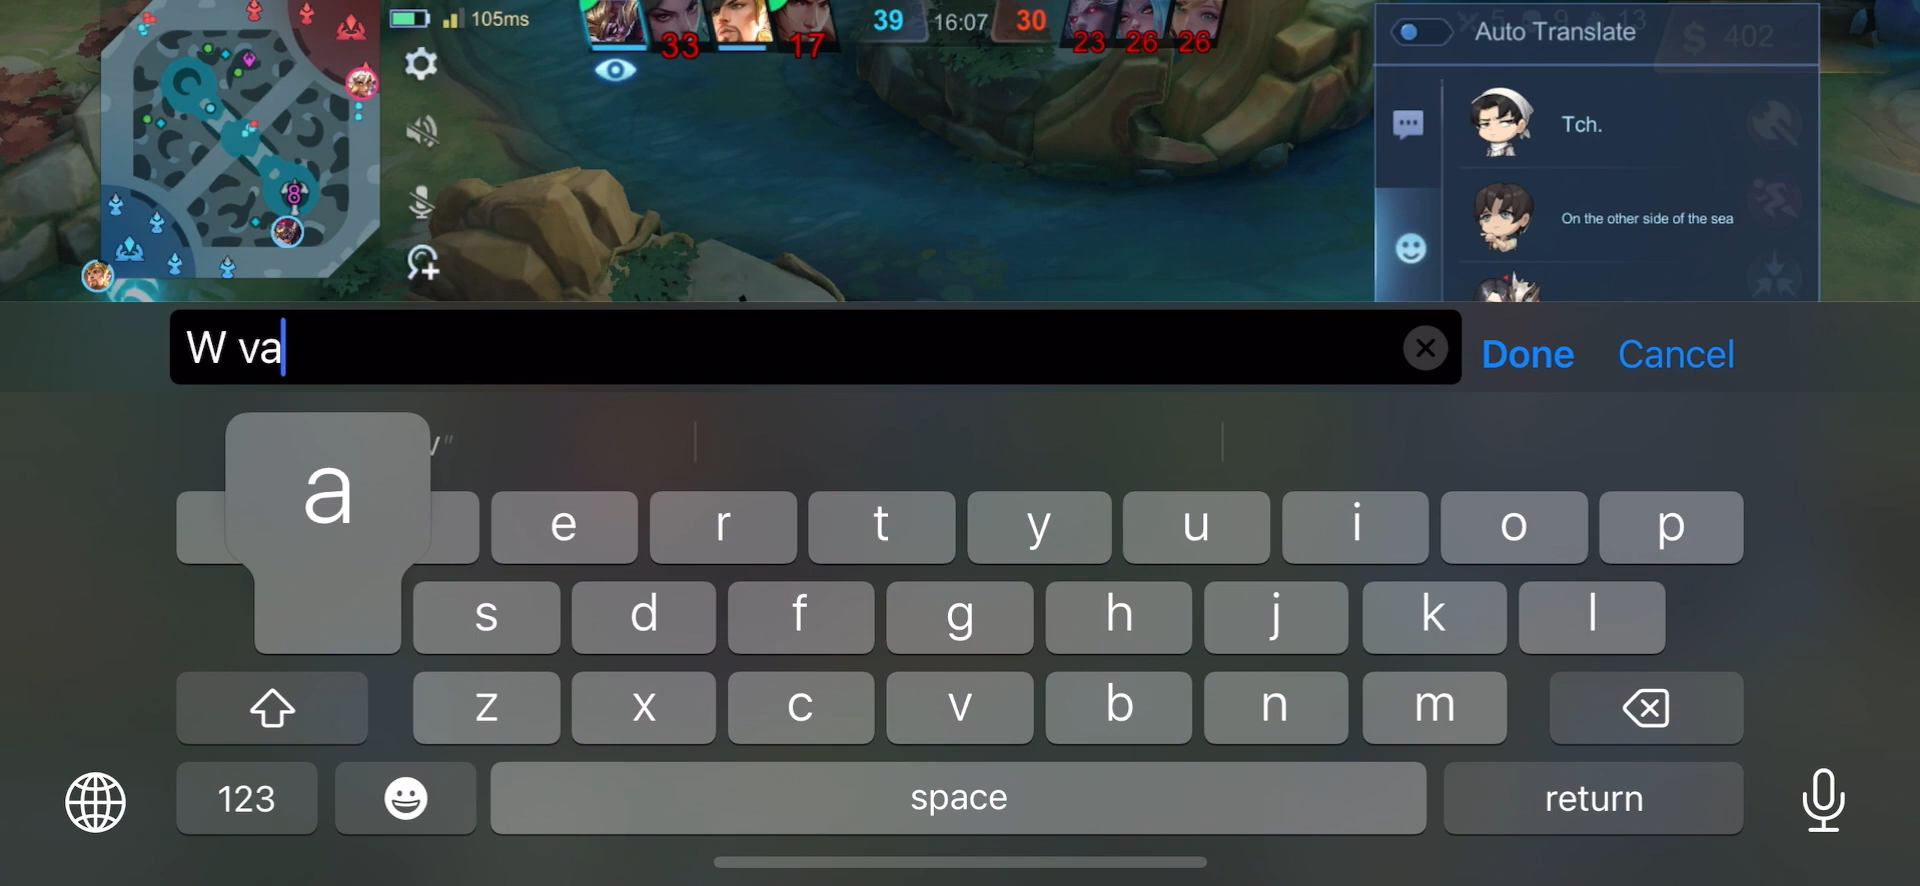 105ms
33
17
39
16:07
30
23
26
26
Auto Translate
$ 402
Tch.
On the other side of the sea
8
W va
Done
Cancel
a
e r t y u i o p
s d f g h j k l
z x c v b n m
123
space
return